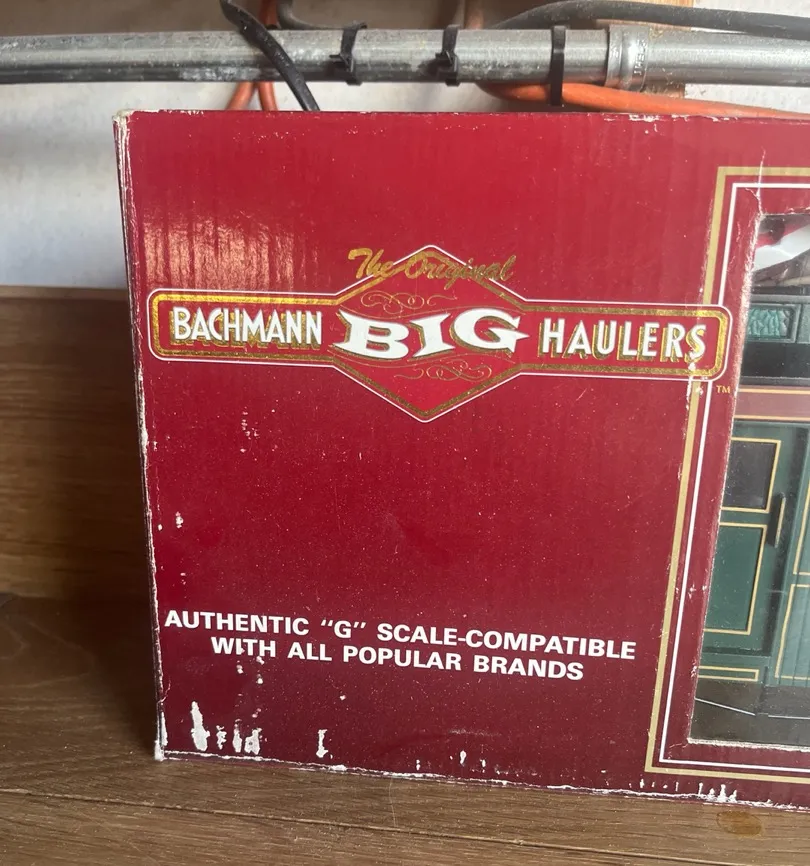 The Original
BACHMANN BIG HAULERS
TM
AUTHENTIC “G” SCALE-COMPATIBLE
WITH ALL POPULAR BRANDS